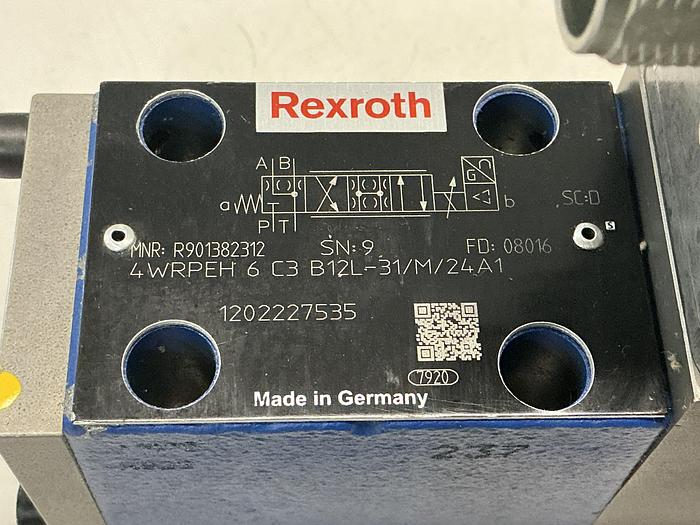 Rexroth
A B
G
a b
P T
SC:D
S
MNR: R901382312 SN: 9 FD: 08016
4WRPEH 6 C3 B12L-31/M/24A1
1202227535
7920
Made in Germany